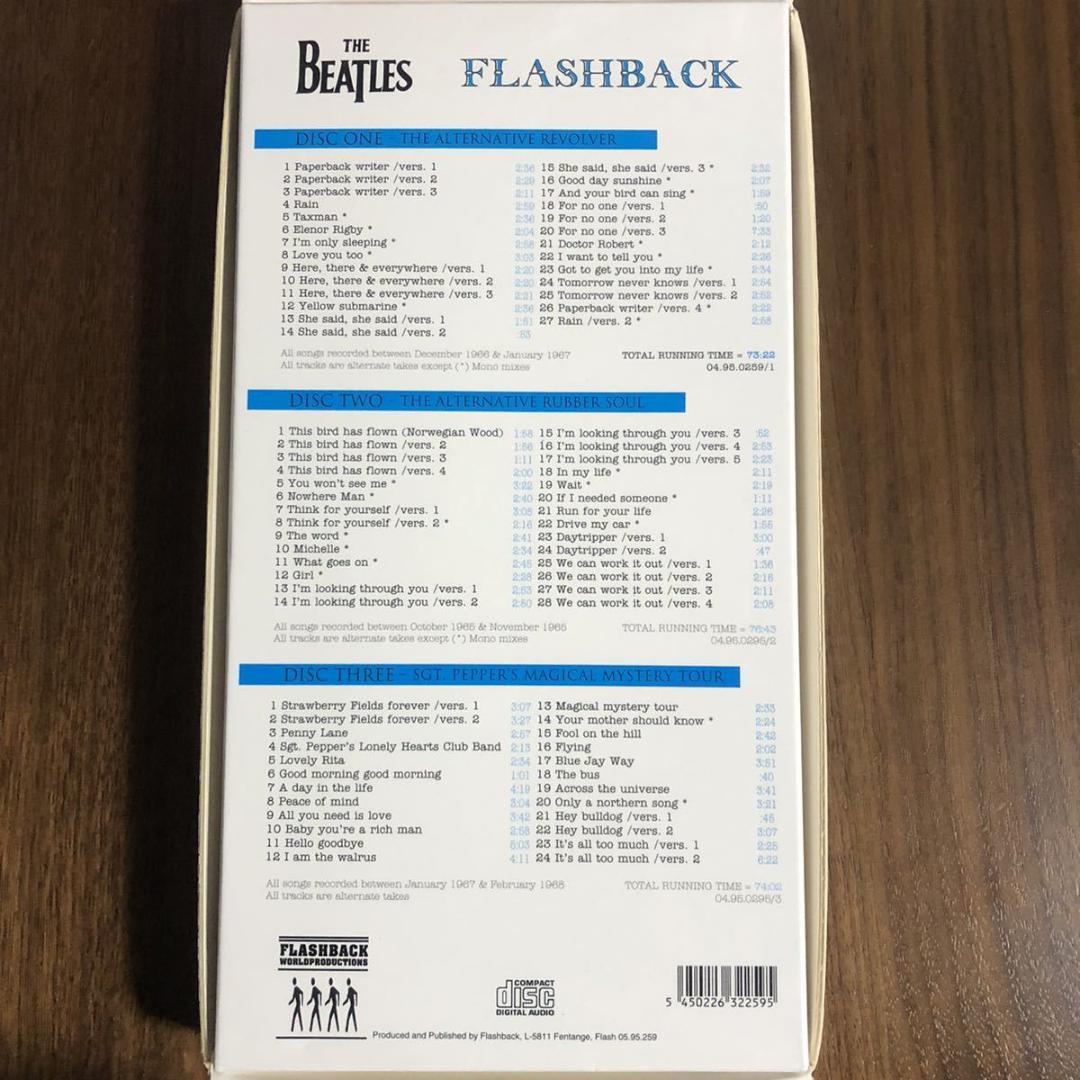 THE
BEATLES
FLASHBACK
DISC ONE - THE ALTERNATIVE REVOLVER
1 Paperback writer /vers. 1 2:36
2 Paperback writer /vers. 2 2:29
3 Paperback writer /vers. 3 2:11
4 Rain 2:59
5 Taxman * 2:36
6 Elenor Rigby * 2:04
7 I'm only sleeping * 2:58
8 Love you too * 3:03
9 Here, there & everywhere /vers. 1 2:20
10 Here, there & everywhere /vers. 2 2:20
11 Here, there & everywhere /vers. 3 2:21
12 Yellow submarine * 2:36
13 She said, she said /vers. 1 1:51
14 She said, she said /vers. 2 :53
15 She said, she said /vers. 3 * 2:32
16 Good day sunshine * 2:07
17 And your bird can sing * 1:59
18 For no one /vers. 1 :50
19 For no one /vers. 2 1:20
20 For no one /vers. 3 7:33
21 Doctor Robert * 2:12
22 I want to tell you * 2:26
23 Got to get you into my life * 2:34
24 Tomorrow never knows /vers. 1 2:54
25 Tomorrow never knows /vers. 2 2:52
26 Paperback writer /vers. 4 * 2:22
27 Rain /vers. 2 * 2:58
All songs recorded between December 1966 & January 1967
All tracks are alternate takes except (*) Mono mixes
TOTAL RUNNING TIME = 73:22
04.95.0259/1
DISC TWO - THE ALTERNATIVE RUBBER SOUL
1 This bird has flown (Norwegian Wood) 1:58
2 This bird has flown /vers. 2 1:56
3 This bird has flown /vers. 3 1:11
4 This bird has flown /vers. 4 2:00
5 You won't see me * 3:22
6 Nowhere Man * 2:40
7 Think for yourself /vers. 1 3:08
8 Think for yourself /vers. 2 * 2:16
9 The word * 2:41
10 Michelle * 2:34
11 What goes on * 2:45
12 Girl * 2:28
13 I'm looking through you /vers. 1 2:53
14 I'm looking through you /vers. 2 2:50
15 I'm looking through you /vers. 3 :52
16 I'm looking through you /vers. 4 2:53
17 I'm looking through you /vers. 5 2:23
18 In my life * 2:11
19 Wait * 2:19
20 If I needed someone * 1:11
21 Run for your life 2:26
22 Drive my car * 1:55
23 Daytripper /vers. 1 3:00
24 Daytripper /vers. 2 :47
25 We can work it out /vers. 1 1:36
26 We can work it out /vers. 2 2:16
27 We can work it out /vers. 3 2:11
28 We can work it out /vers. 4 2:08
All songs recorded between October 1965 & November 1965
All tracks are alternate takes except (*) Mono mixes
TOTAL RUNNING TIME = 76:43
04.95.0295/2
DISC THREE - SGT. PEPPER'S MAGICAL MYSTERY TOUR
1 Strawberry Fields forever /vers. 1 3:07
2 Strawberry Fields forever /vers. 2 3:27
3 Penny Lane 2:57
4 Sgt. Pepper's Lonely Hearts Club Band 2:13
5 Lovely Rita 2:34
6 Good morning good morning 1:01
7 A day in the life 4:19
8 Peace of mind 3:04
9 All you need is love 3:42
10 Baby you're a rich man 2:58
11 Hello goodbye 5:03
12 I am the walrus 4:11
13 Magical mystery tour 2:33
14 Your mother should know * 2:24
15 Fool on the hill 2:42
16 Flying 2:02
17 Blue Jay Way 3:51
18 The bus :40
19 Across the universe 3:41
20 Only a northern song * 3:21
21 Hey bulldog /vers. 1 :45
22 Hey bulldog /vers. 2 3:07
23 It's all too much /vers. 1 2:25
24 It's all too much /vers. 2 6:22
All songs recorded between January 1967 & February 1968
All tracks are alternate takes
TOTAL RUNNING TIME = 74:02
04.95.0295/3
FLASHBACK
WORLDPRODUCTIONS
COMPACT
disc
DIGITAL AUDIO
5 450226 322595
Produced and Published by Flashback, L-5811 Fentange, Flash 05.95.259